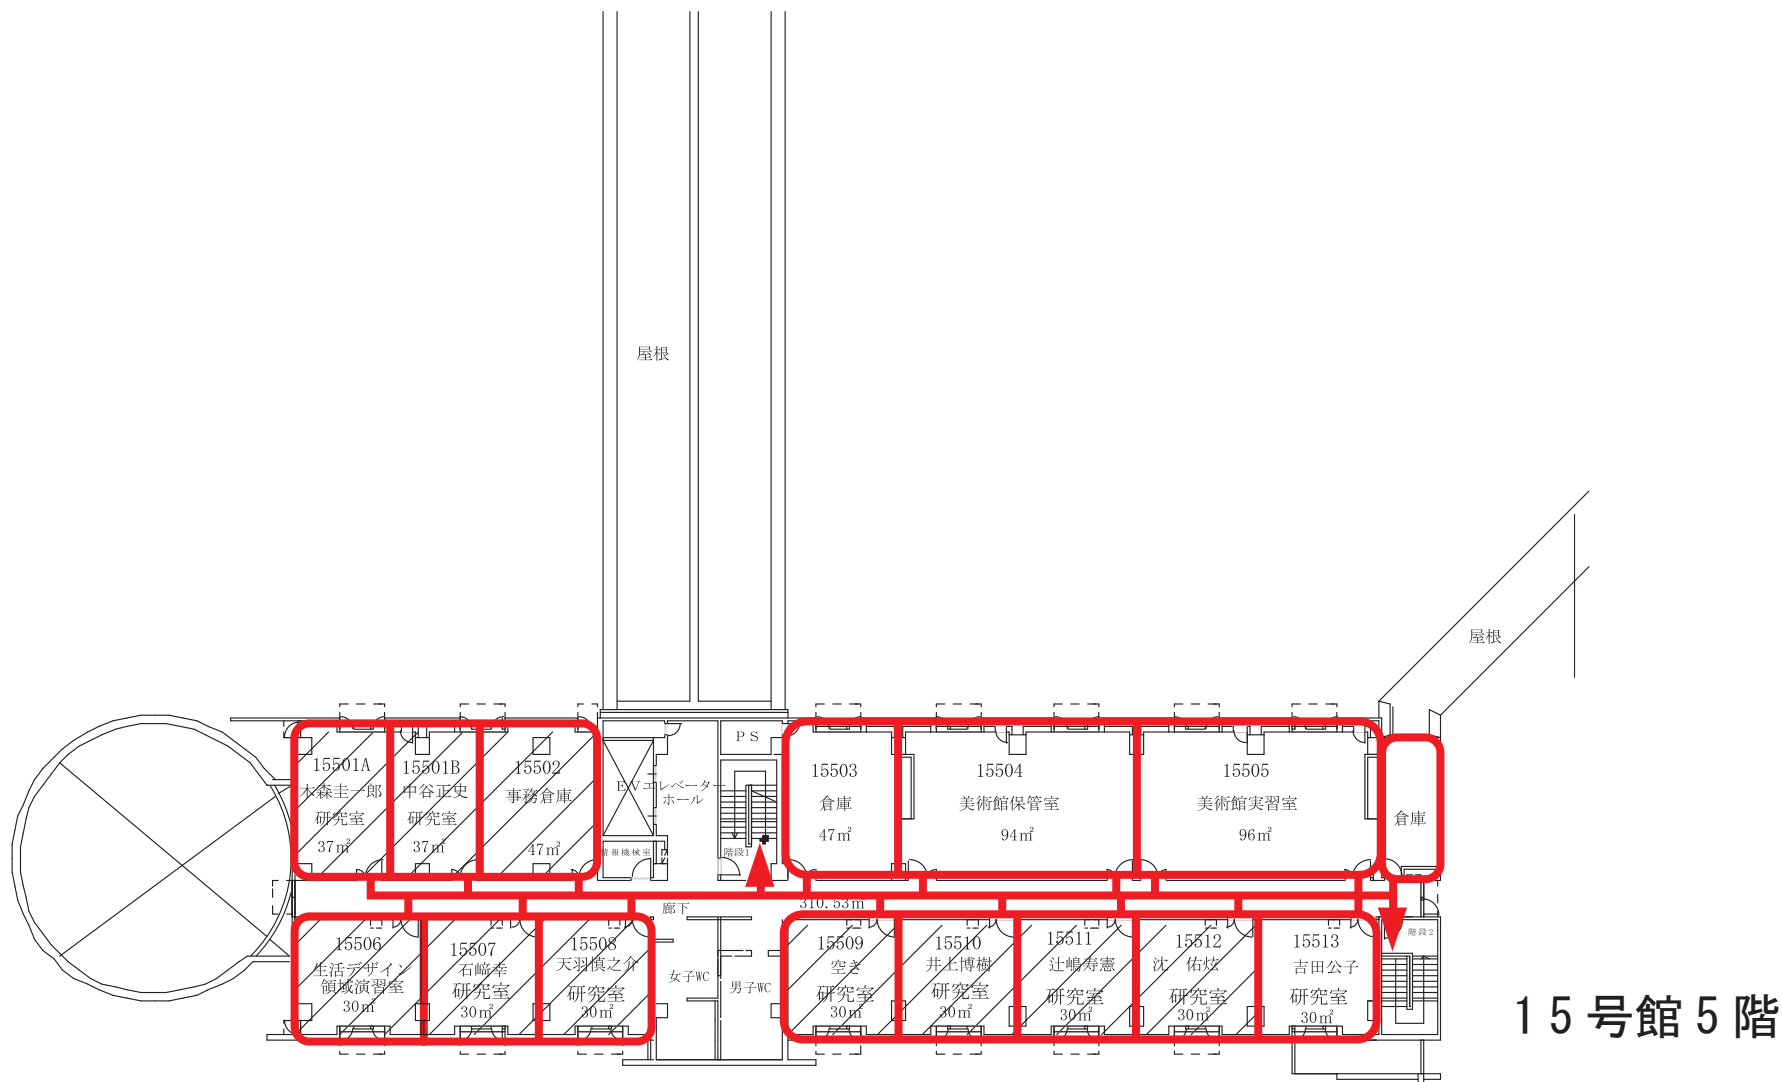 屋根
屋根
PS
15501A
木森圭一郎
研究室
37㎡
15501B
中谷正史
研究室
37㎡
15502
事務倉庫
47㎡
EVエレベーター
ホール
情報機械室
階段1
15503
倉庫
47㎡
15504
美術館保管室
94㎡
15505
美術館実習室
96㎡
倉庫
廊下
310.53㎡
15506
生活デザイン
領域演習室
30㎡
15507
石﨑幸
研究室
30㎡
15508
天羽慎之介
研究室
30㎡
女子WC
男子WC
15509
空き
研究室
30㎡
15510
井上博樹
研究室
30㎡
15511
辻嶋寿憲
研究室
30㎡
15512
沈 佑炫
研究室
30㎡
15513
吉田公子
研究室
30㎡
階段2
15号館5階